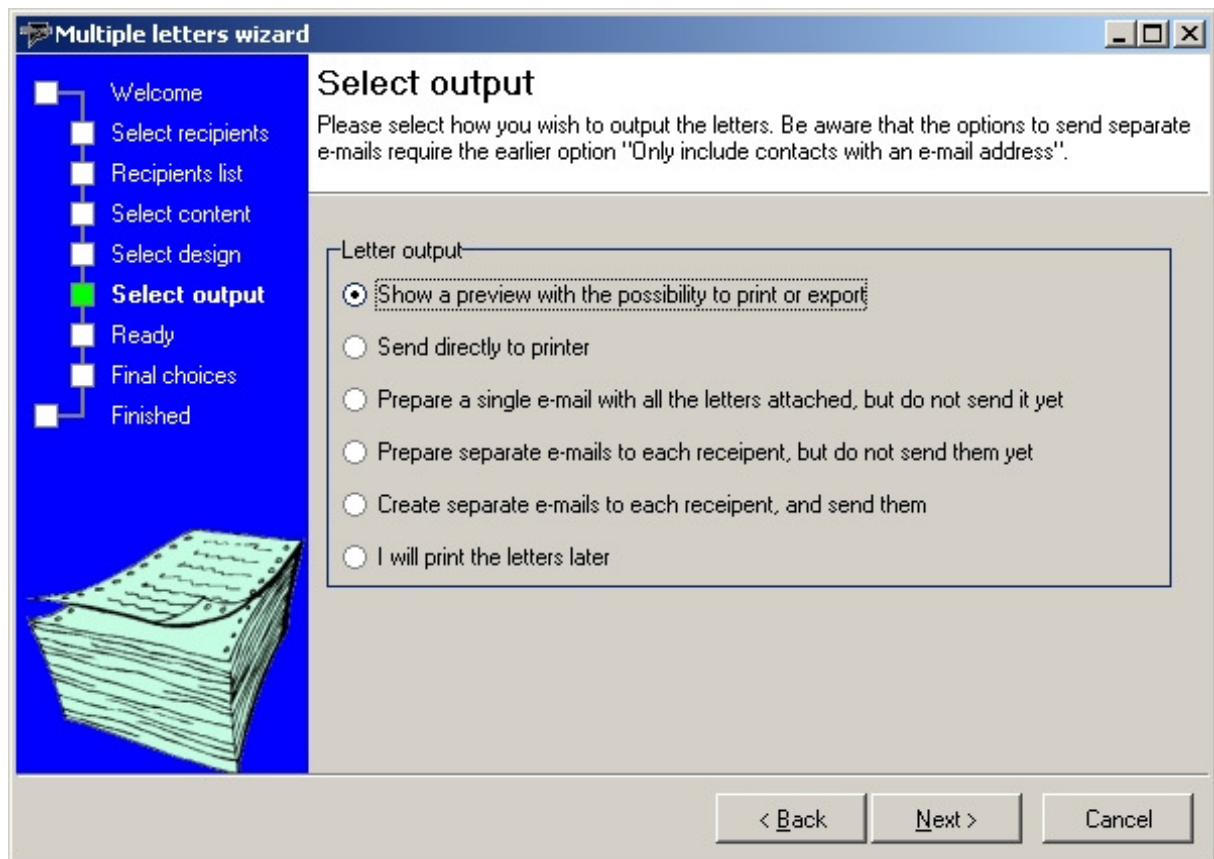 Multiple letters wizard
Welcome
Select recipients
Recipients list
Select content
Select design
Select output
Ready
Final choices
Finished
Select output
Please select how you wish to output the letters. Be aware that the options to send separate
e-mails require the earlier option "Only include contacts with an e-mail address".
Letter output
Show a preview with the possibility to print or export
Send directly to printer
Prepare a single e-mail with all the letters attached, but do not send it yet
Prepare separate e-mails to each receipent, but do not send them yet
Create separate e-mails to each receipent, and send them
I will print the letters later
< Back
Next >
Cancel